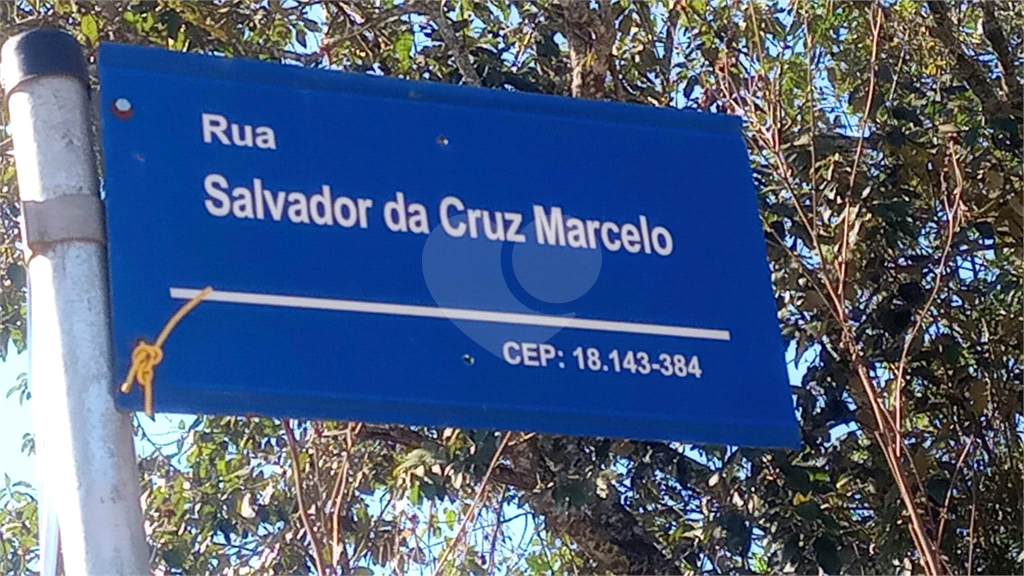 Rua
Salvador da Cruz Marcelo
CEP: 18.143-384